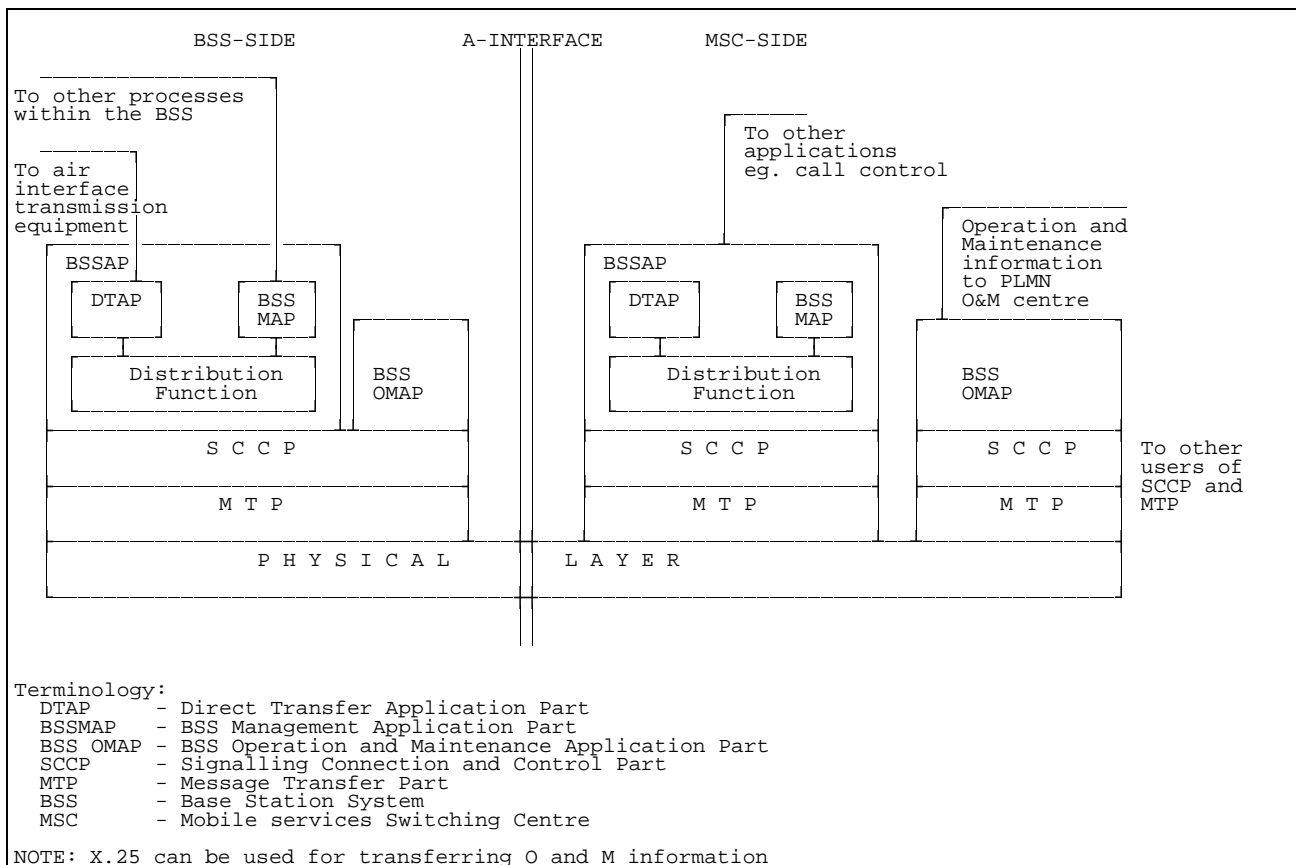 BSS-SIDE A-INTERFACE MSC-SIDE
To other processes
within the BSS
To air
interface
transmission
equipment
To other
applications
eg. call control
Operation and
Maintenance
information
to PLMN
O&M centre
BSSAP
DTAP
BSS
MAP
Distribution
Function
BSS
OMAP
S C C P
M T P
BSSAP
DTAP
BSS
MAP
Distribution
Function
S C C P
M T P
BSS
OMAP
S C C P
M T P
To other
users of
SCCP and
MTP
P H Y S I C A L L A Y E R
Terminology:
DTAP - Direct Transfer Application Part
BSSMAP - BSS Management Application Part
BSS OMAP - BSS Operation and Maintenance Application Part
SCCP - Signalling Connection and Control Part
MTP - Message Transfer Part
BSS - Base Station System
MSC - Mobile services Switching Centre
NOTE: X.25 can be used for transferring O and M information